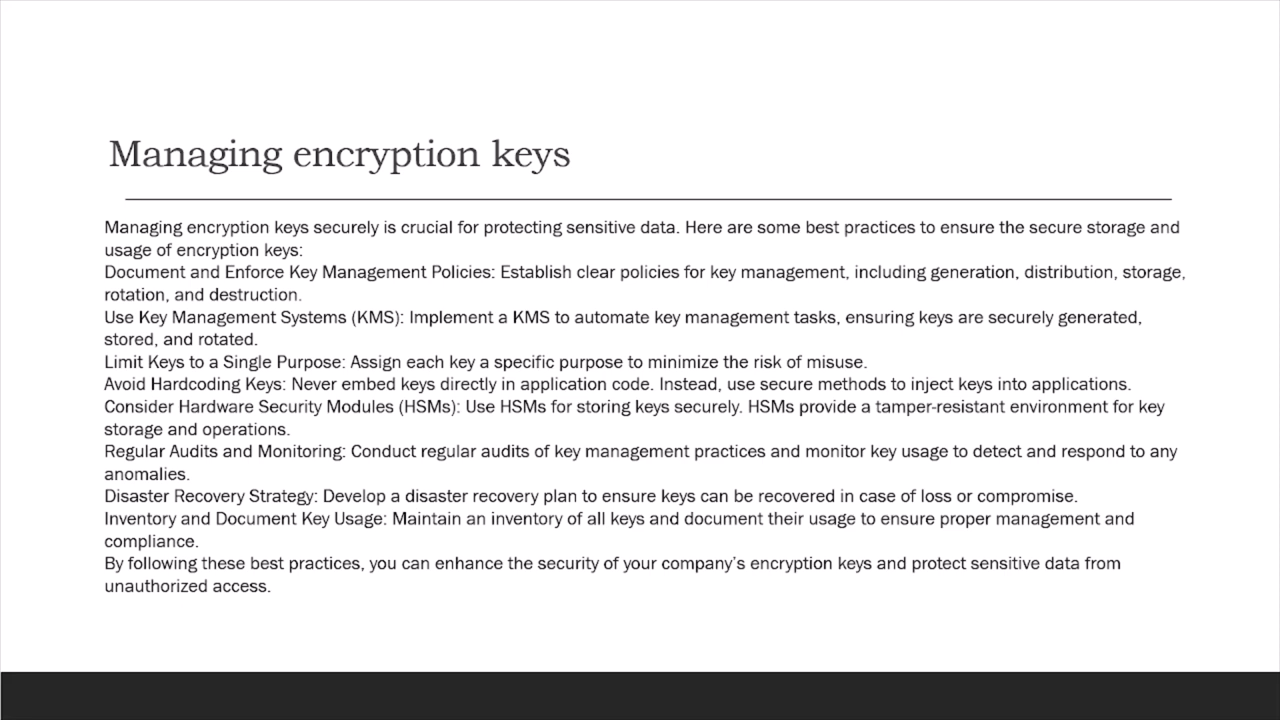 Managing encryption keys
Managing encryption keys securely is crucial for protecting sensitive data. Here are some best practices to ensure the secure storage and
usage of encryption keys:
Document and Enforce Key Management Policies: Establish clear policies for key management, including generation, distribution, storage,
rotation, and destruction.
Use Key Management Systems (KMS): Implement a KMS to automate key management tasks, ensuring keys are securely generated,
stored, and rotated.
Limit Keys to a Single Purpose: Assign each key a specific purpose to minimize the risk of misuse.
Avoid Hardcoding Keys: Never embed keys directly in application code. Instead, use secure methods to inject keys into applications.
Consider Hardware Security Modules (HSMs): Use HSMs for storing keys securely. HSMs provide a tamper-resistant environment for key
storage and operations.
Regular Audits and Monitoring: Conduct regular audits of key management practices and monitor key usage to detect and respond to any
anomalies.
Disaster Recovery Strategy: Develop a disaster recovery plan to ensure keys can be recovered in case of loss or compromise.
Inventory and Document Key Usage: Maintain an inventory of all keys and document their usage to ensure proper management and
compliance.
By following these best practices, you can enhance the security of your company’s encryption keys and protect sensitive data from
unauthorized access.